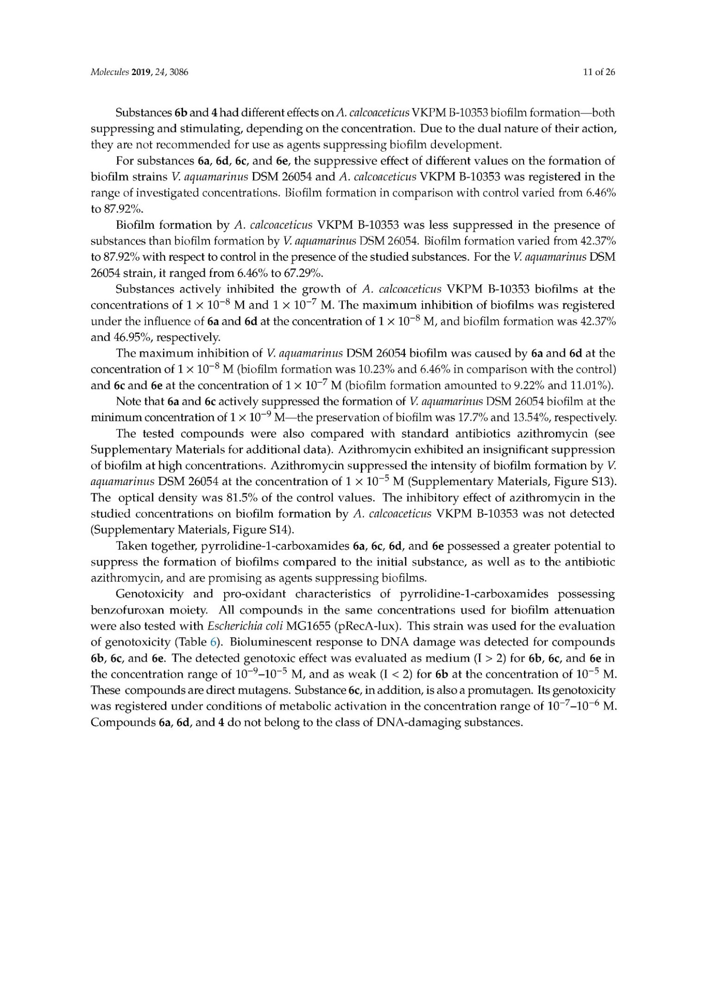 Molecules 2019, 24, 3086
11 of 26
Substances 6b and 4 had different effects on A. calcoaceticus VKPM B-10353 biofilm formation—both
suppressing and stimulating, depending on the concentration. Due to the dual nature of their action,
they are not recommended for use as agents suppressing biofilm development.
For substances 6a, 6d, 6c, and 6e, the suppressive effect of different values on the formation of
biofilm strains V. aquamarinus DSM 26054 and A. calcoaceticus VKPM B-10353 was registered in the
range of investigated concentrations. Biofilm formation in comparison with control varied from 6.46%
to 87.92%.
Biofilm formation by A. calcoaceticus VKPM B-10353 was less suppressed in the presence of
substances than biofilm formation by V. aquamarinus DSM 26054. Biofilm formation varied from 42.37%
to 87.92% with respect to control in the presence of the studied substances. For the V. aquamarinus DSM
26054 strain, it ranged from 6.46% to 67.29%.
Substances actively inhibited the growth of A. calcoaceticus VKPM B-10353 biofilms at the
concentrations of 1 × 10⁻⁸ M and 1 × 10⁻⁷ M. The maximum inhibition of biofilms was registered
under the influence of 6a and 6d at the concentration of 1 × 10⁻⁸ M, and biofilm formation was 42.37%
and 46.95%, respectively.
The maximum inhibition of V. aquamarinus DSM 26054 biofilm was caused by 6a and 6d at the
concentration of 1 × 10⁻⁸ M (biofilm formation was 10.23% and 6.46% in comparison with the control)
and 6c and 6e at the concentration of 1 × 10⁻⁷ M (biofilm formation amounted to 9.22% and 11.01%).
Note that 6a and 6c actively suppressed the formation of V. aquamarinus DSM 26054 biofilm at the
minimum concentration of 1 × 10⁻⁹ M—the preservation of biofilm was 17.7% and 13.54%, respectively.
The tested compounds were also compared with standard antibiotics azithromycin (see
Supplementary Materials for additional data). Azithromycin exhibited an insignificant suppression
of biofilm at high concentrations. Azithromycin suppressed the intensity of biofilm formation by V.
aquamarinus DSM 26054 at the concentration of 1 × 10⁻⁵ M (Supplementary Materials, Figure S13).
The optical density was 81.5% of the control values. The inhibitory effect of azithromycin in the
studied concentrations on biofilm formation by A. calcoaceticus VKPM B-10353 was not detected
(Supplementary Materials, Figure S14).
Taken together, pyrrolidine-1-carboxamides 6a, 6c, 6d, and 6e possessed a greater potential to
suppress the formation of biofilms compared to the initial substance, as well as to the antibiotic
azithromycin, and are promising as agents suppressing biofilms.
Genotoxicity and pro-oxidant characteristics of pyrrolidine-1-carboxamides possessing
benzofuroxan moiety. All compounds in the same concentrations used for biofilm attenuation
were also tested with Escherichia coli MG1655 (pRecA-lux). This strain was used for the evaluation
of genotoxicity (Table 6). Bioluminescent response to DNA damage was detected for compounds
6b, 6c, and 6e. The detected genotoxic effect was evaluated as medium (I > 2) for 6b, 6c, and 6e in
the concentration range of 10⁻⁹–10⁻⁵ M, and as weak (I < 2) for 6b at the concentration of 10⁻⁵ M.
These compounds are direct mutagens. Substance 6c, in addition, is also a promutagen. Its genotoxicity
was registered under conditions of metabolic activation in the concentration range of 10⁻⁷–10⁻⁶ M.
Compounds 6a, 6d, and 4 do not belong to the class of DNA-damaging substances.